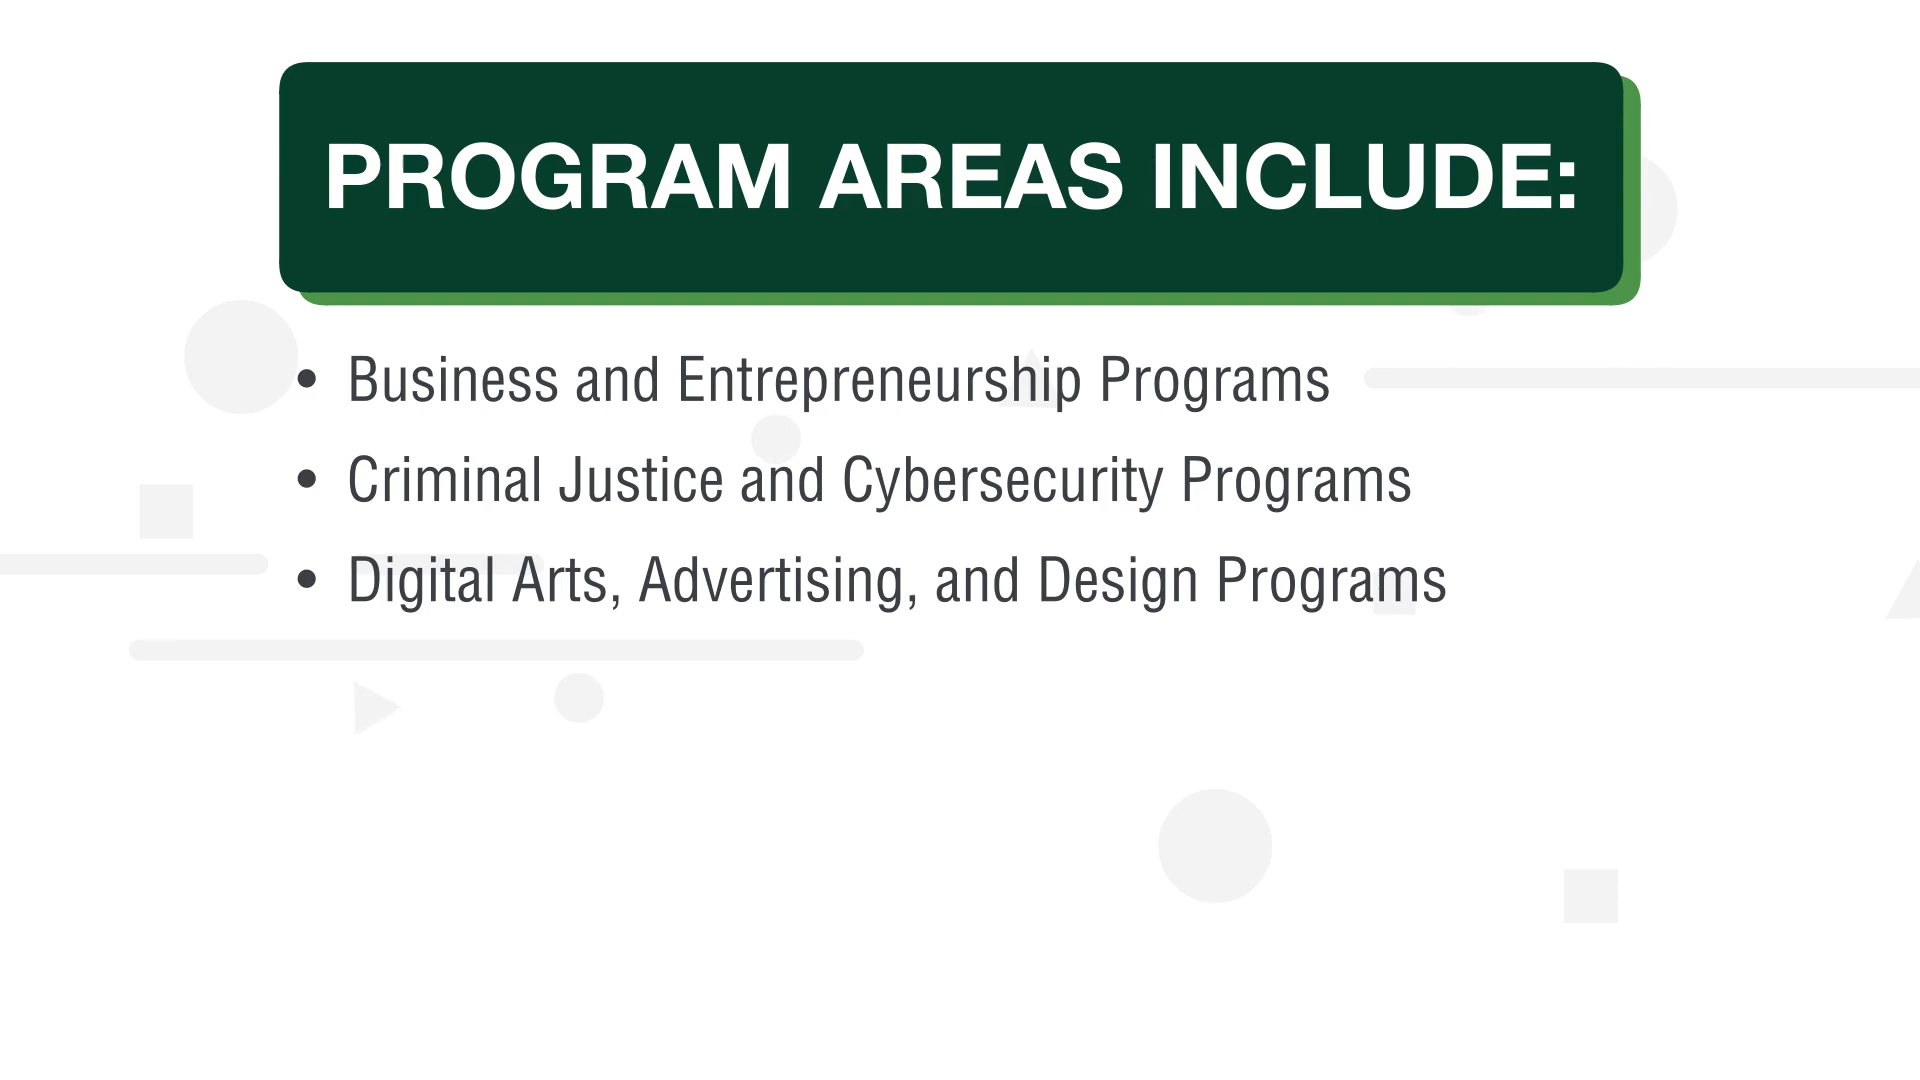 PROGRAM AREAS INCLUDE:
• Business and Entrepreneurship Programs
• Criminal Justice and Cybersecurity Programs
• Digital Arts, Advertising, and Design Programs